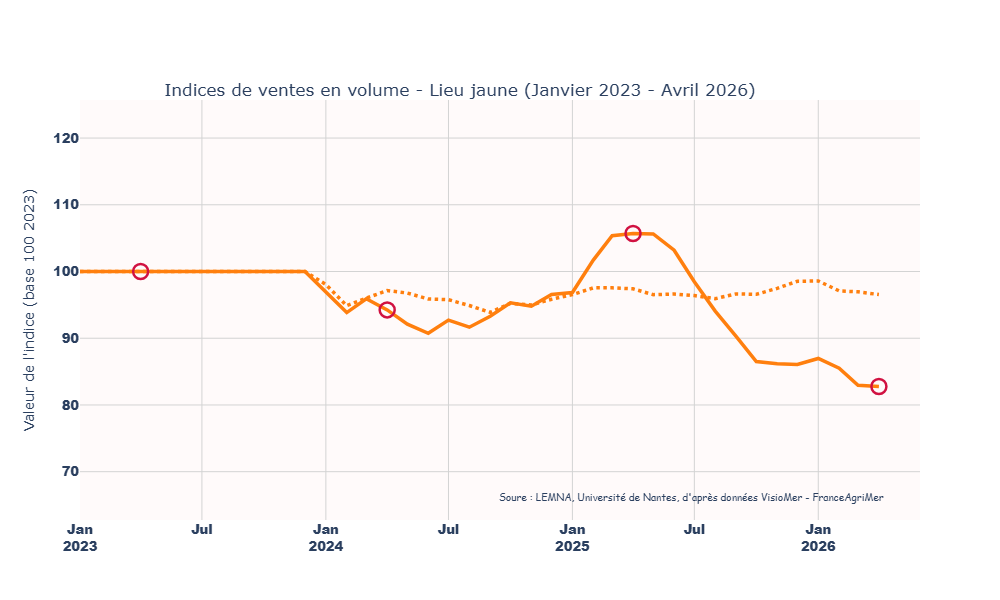 Indices de ventes en volume - Lieu jaune (Janvier 2023 - Avril 2026)
Valeur de l'indice (base 100 2023)
120
110
100
90
80
70
Soure : LEMNA, Université de Nantes, d'après données VisioMer - FranceAgriMer
Jan Jul Jan Jul Jan Jul Jan
2023 2024 2025 2026